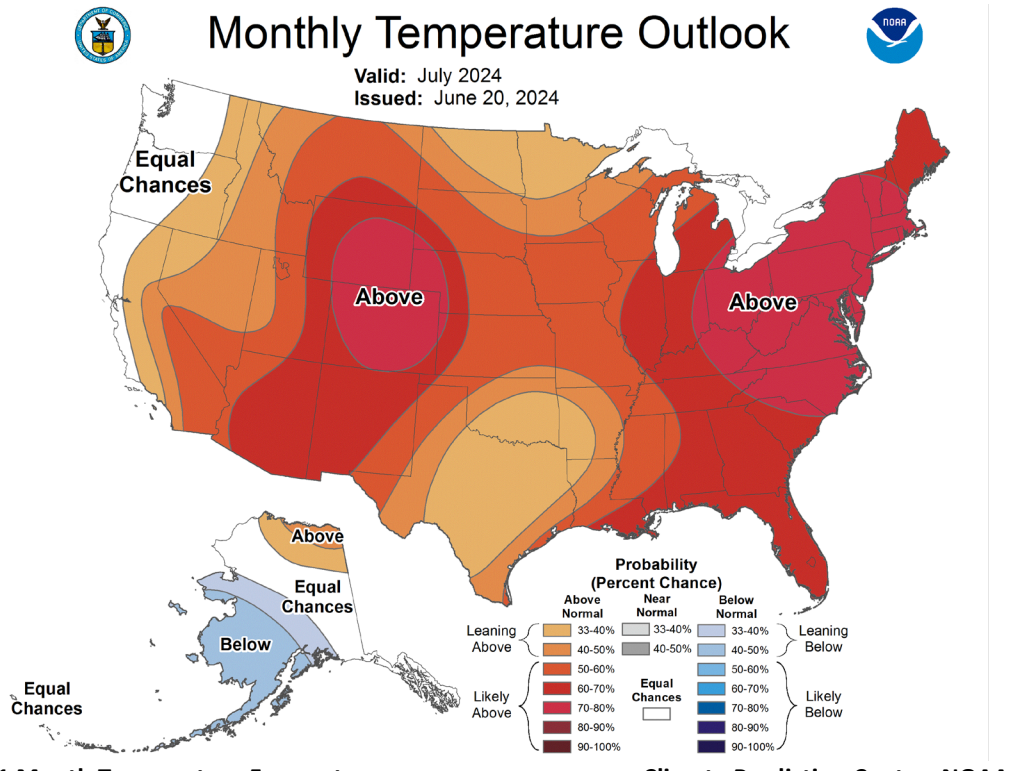 Monthly Temperature Outlook
NOAA
Valid: July 2024
Issued: June 20, 2024
Equal
Chances
Above
Above
Above
Equal
Chances
Below
Equal
Chances
Probability
(Percent Chance)
Above
Normal
Near
Normal
Below
Normal
Leaning
Above
33-40%
33-40%
33-40%
Leaning
Below
40-50%
40-50%
40-50%
Likely
Above
50-60%
50-60%
Likely
Below
60-70%
Equal
Chances
60-70%
70-80%
70-80%
80-90%
80-90%
90-100%
90-100%